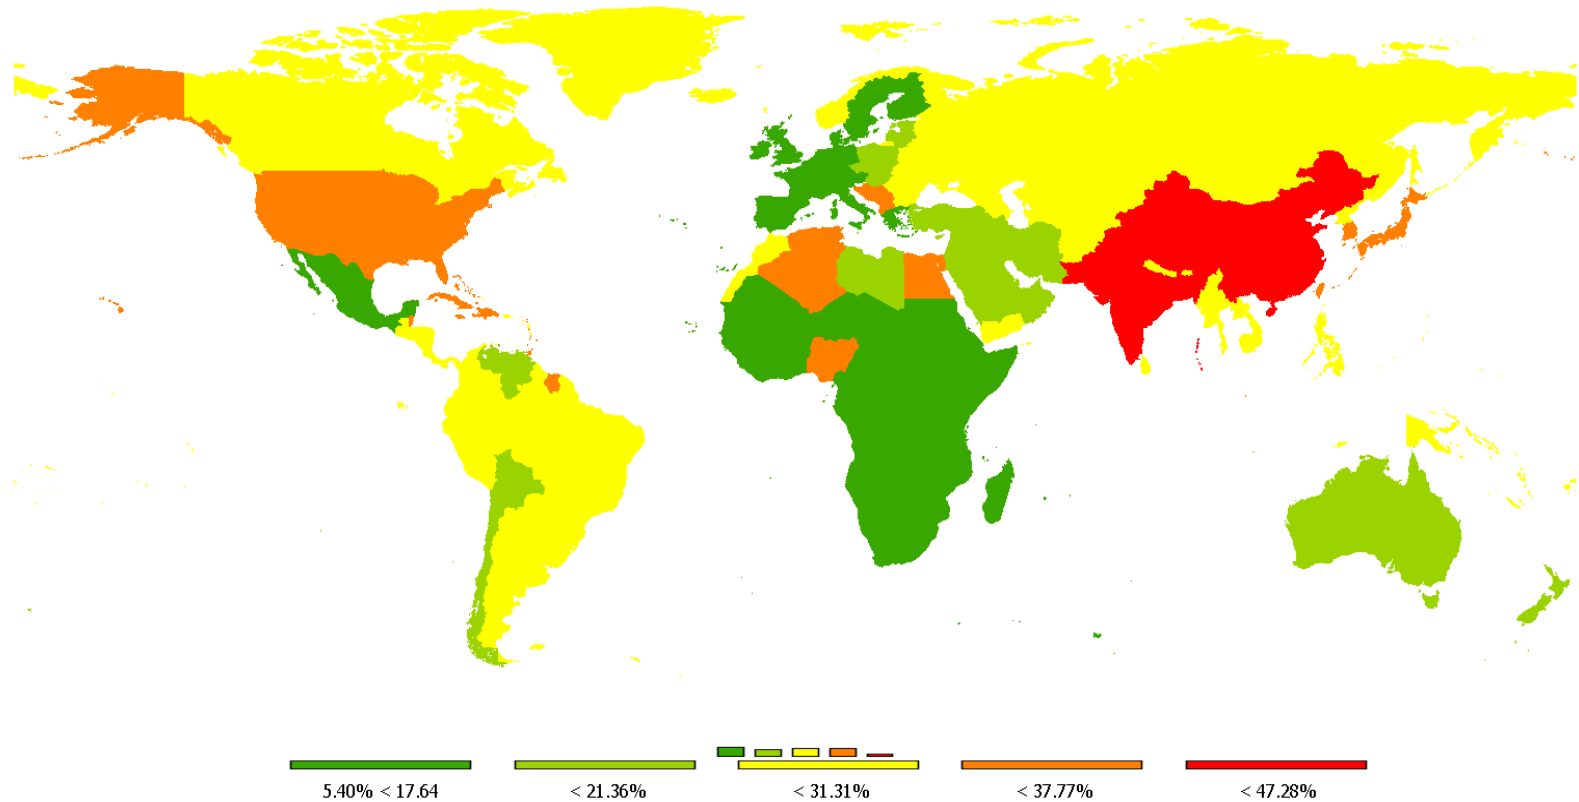 5.40% < 17.64
< 21.36%
< 31.31%
< 37.77%
< 47.28%